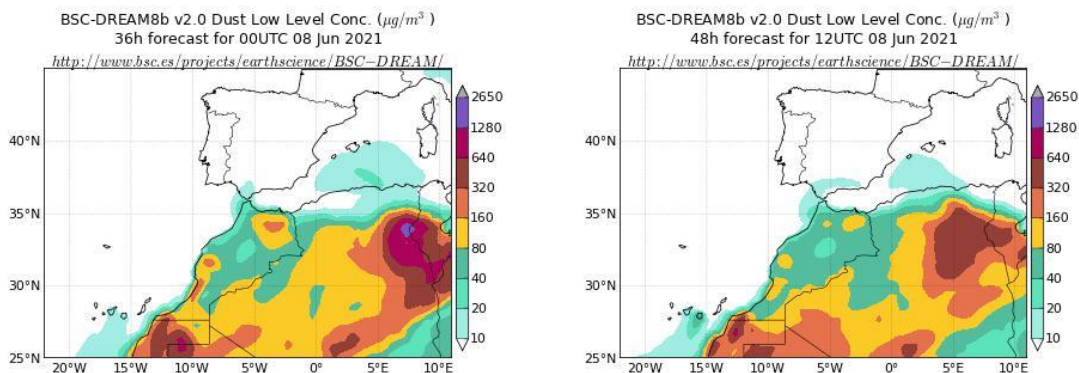 BSC-DREAM8b v2.0 Dust Low Level Conc. (μg/m³)
36h forecast for 00UTC 08 Jun 2021
http://www.bsc.es/projects/earthscience/BSC−DREAM/
40°N
35°N
30°N
25°N
20°W
15°W
10°W
5°W
0°
5°E
10°E
2650
1280
640
320
160
80
40
20
10
BSC-DREAM8b v2.0 Dust Low Level Conc. (μg/m³)
48h forecast for 12UTC 08 Jun 2021
http://www.bsc.es/projects/earthscience/BSC−DREAM/
40°N
35°N
30°N
25°N
20°W
15°W
10°W
5°W
0°
5°E
10°E
2650
1280
640
320
160
80
40
20
10